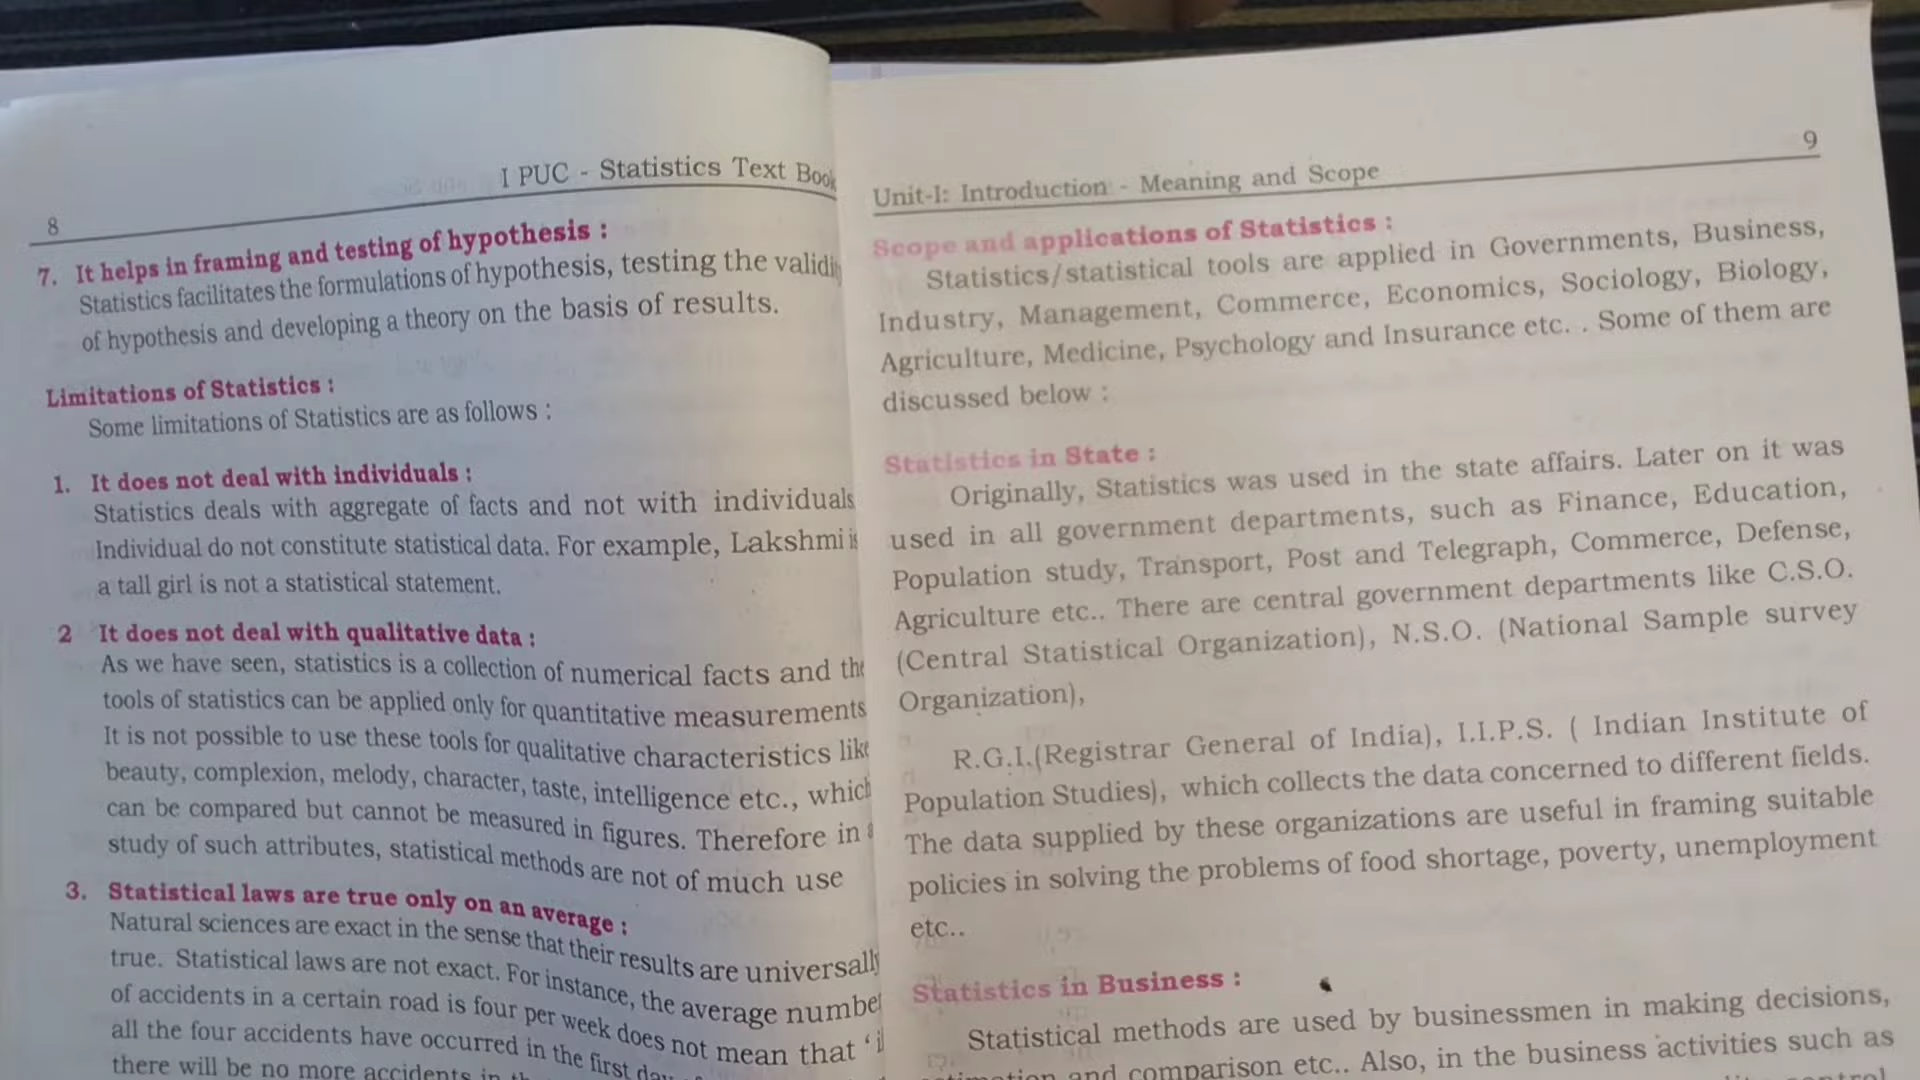 8
I PUC - Statistics Text Book
7. It helps in framing and testing of hypothesis :
Statistics facilitates the formulations of hypothesis, testing the
of hypothesis and developing a theory on the basis of results.
Limitations of Statistics :
Some limitations of Statistics are as follows :
1. It does not deal with individuals :
Statistics deals with aggregate of facts and not with individuals
Individual do not constitute statistical data. For example, Lakshmi
a tall girl is not a statistical statement.
2 It does not deal with qualitative data :
As we have seen, statistics is a collection of numerical facts and
tools of statistics can be applied only for quantitative measurements
It is not possible to use these tools for qualitative characteristics
beauty, complexion, melody, character, taste, intelligence etc.,
can be compared but cannot be measured in figures. Therefore in
study of such attributes, statistical methods are not of much use
3. Statistical laws are true only on an average :
Natural sciences are exact in the sense that their results are
true. Statistical laws are not exact. For instance, the average
of accidents in a certain road is four per week does not mean that
all the four accidents have occurred in the first
there will be no more accidents
9
Unit-I: Introduction - Meaning and Scope
Scope and applications of Statistics :
Statistics/statistical tools are applied in Governments, Business,
Industry, Management, Commerce, Economics, Sociology, Biology,
Agriculture, Medicine, Psychology and Insurance etc. . Some of them are
discussed below :
Statistics in State :
Originally, Statistics was used in the state affairs. Later on it was
used in all government departments, such as Finance, Education,
Population study, Transport, Post and Telegraph, Commerce, Defense,
Agriculture etc.. There are central government departments like C.S.O.
(Central Statistical Organization), N.S.O. (National Sample survey
Organization),
R.G.I.(Registrar General of India), I.I.P.S. ( Indian Institute of
Population Studies), which collects the data concerned to different fields.
The data supplied by these organizations are useful in framing suitable
policies in solving the problems of food shortage, poverty, unemployment
etc..
Statistics in Business :
Statistical methods are used by businessmen in making decisions,
and comparison etc.. Also, in the business activities such as